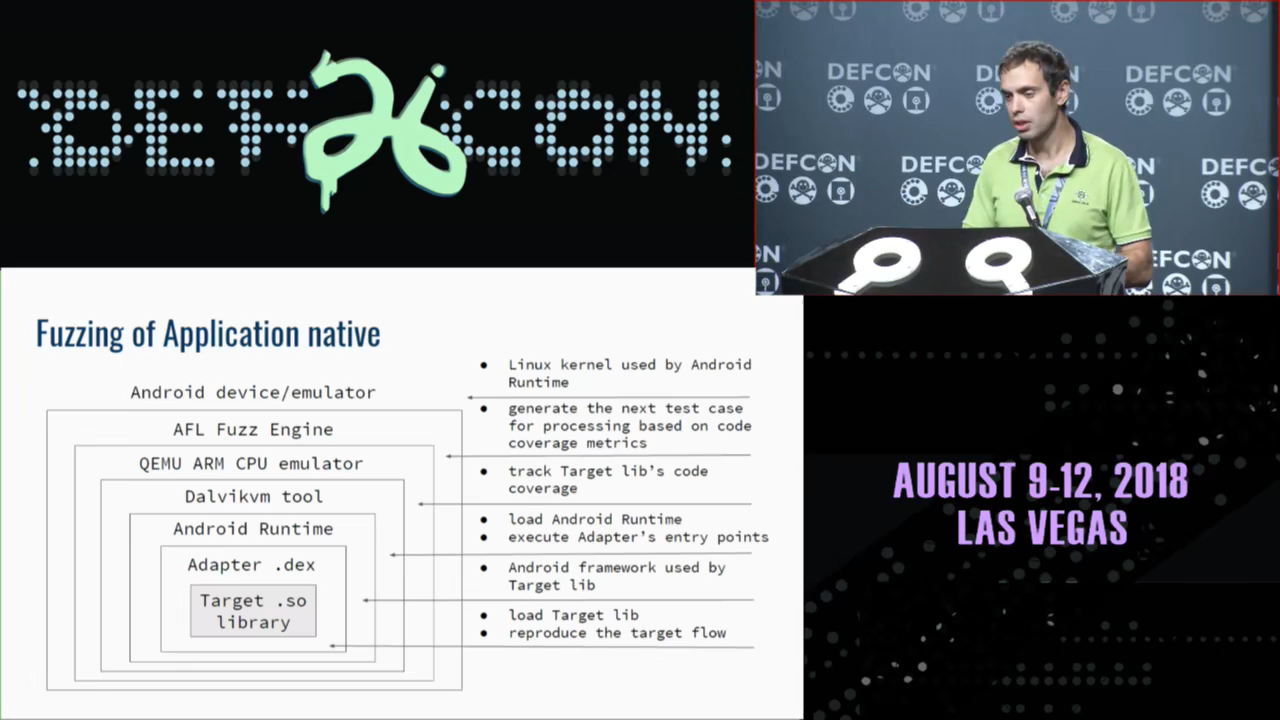 DEF 26 CON
DEFCON DEFCON DEFCON
DEFCON DEFCON DEFCON
DEFCON
Fuzzing of Application native
Android device/emulator
AFL Fuzz Engine
QEMU ARM CPU emulator
Dalvikvm tool
Android Runtime
Adapter .dex
Target .so
library
• Linux kernel used by Android
Runtime
• generate the next test case
for processing based on code
coverage metrics
• track Target lib's code
coverage
• load Android Runtime
• execute Adapter's entry points
• Android framework used by
Target lib
• load Target lib
• reproduce the target flow
AUGUST 9-12, 2018
LAS VEGAS